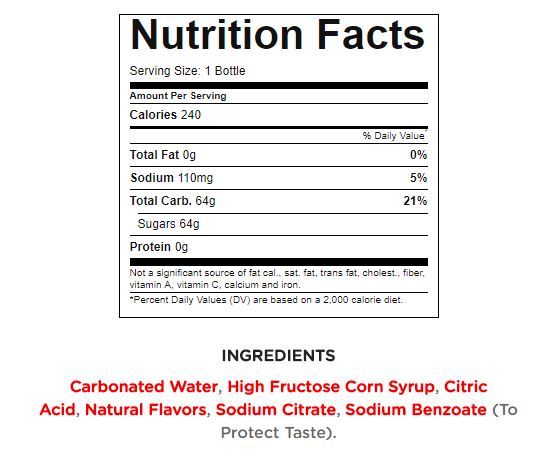 Nutrition Facts
Serving Size: 1 Bottle
Amount Per Serving
Calories 240
% Daily Value*
Total Fat 0g 0%
Sodium 110mg 5%
Total Carb. 64g 21%
Sugars 64g
Protein 0g
Not a significant source of fat cal., sat. fat, trans fat, cholest., fiber,
vitamin A, vitamin C, calcium and iron.
*Percent Daily Values (DV) are based on a 2,000 calorie diet.
INGREDIENTS
Carbonated Water, High Fructose Corn Syrup, Citric
Acid, Natural Flavors, Sodium Citrate, Sodium Benzoate (To
Protect Taste).